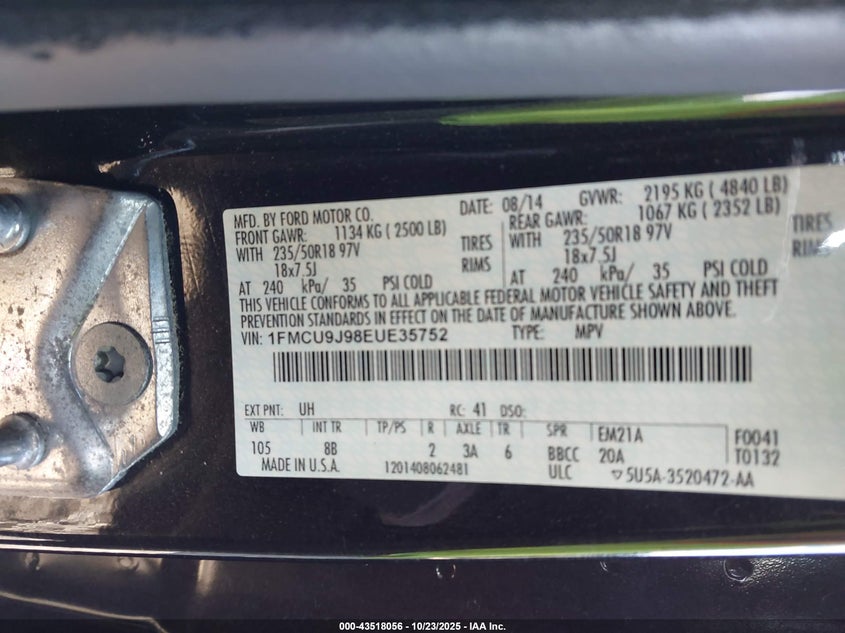 MFD. BY FORD MOTOR CO. DATE: 08/14 GVWR: 2195 KG ( 4840 LB)
FRONT GAWR: 1134 KG ( 2500 LB) REAR GAWR: 1067 KG ( 2352 LB)
WITH 235/50R18 97V TIRES WITH 235/50R18 97V TIRES
18x7.5J RIMS 18x7.5J RIMS
AT 240 kPa/ 35 PSI COLD AT 240 kPa/ 35 PSI COLD
THIS VEHICLE CONFORMS TO ALL APPLICABLE FEDERAL MOTOR VEHICLE SAFETY AND THEFT
PREVENTION STANDARDS IN EFFECT ON THE DATE OF MANUFACTURE SHOWN ABOVE.
VIN: 1FMCU9J98EUE35752 TYPE: MPV
EXT PNT: UH RC: 41 DSO:
WB INT TR TP/PS R AXLE TR SPR EM21A F0041
105 8B 2 3A 6 BBCC 20A T0132
MADE IN U.S.A. 1201408062481 ULC ▽5U5A-3520472-AA
000-43518056 - 10/23/2025 - IAA Inc.